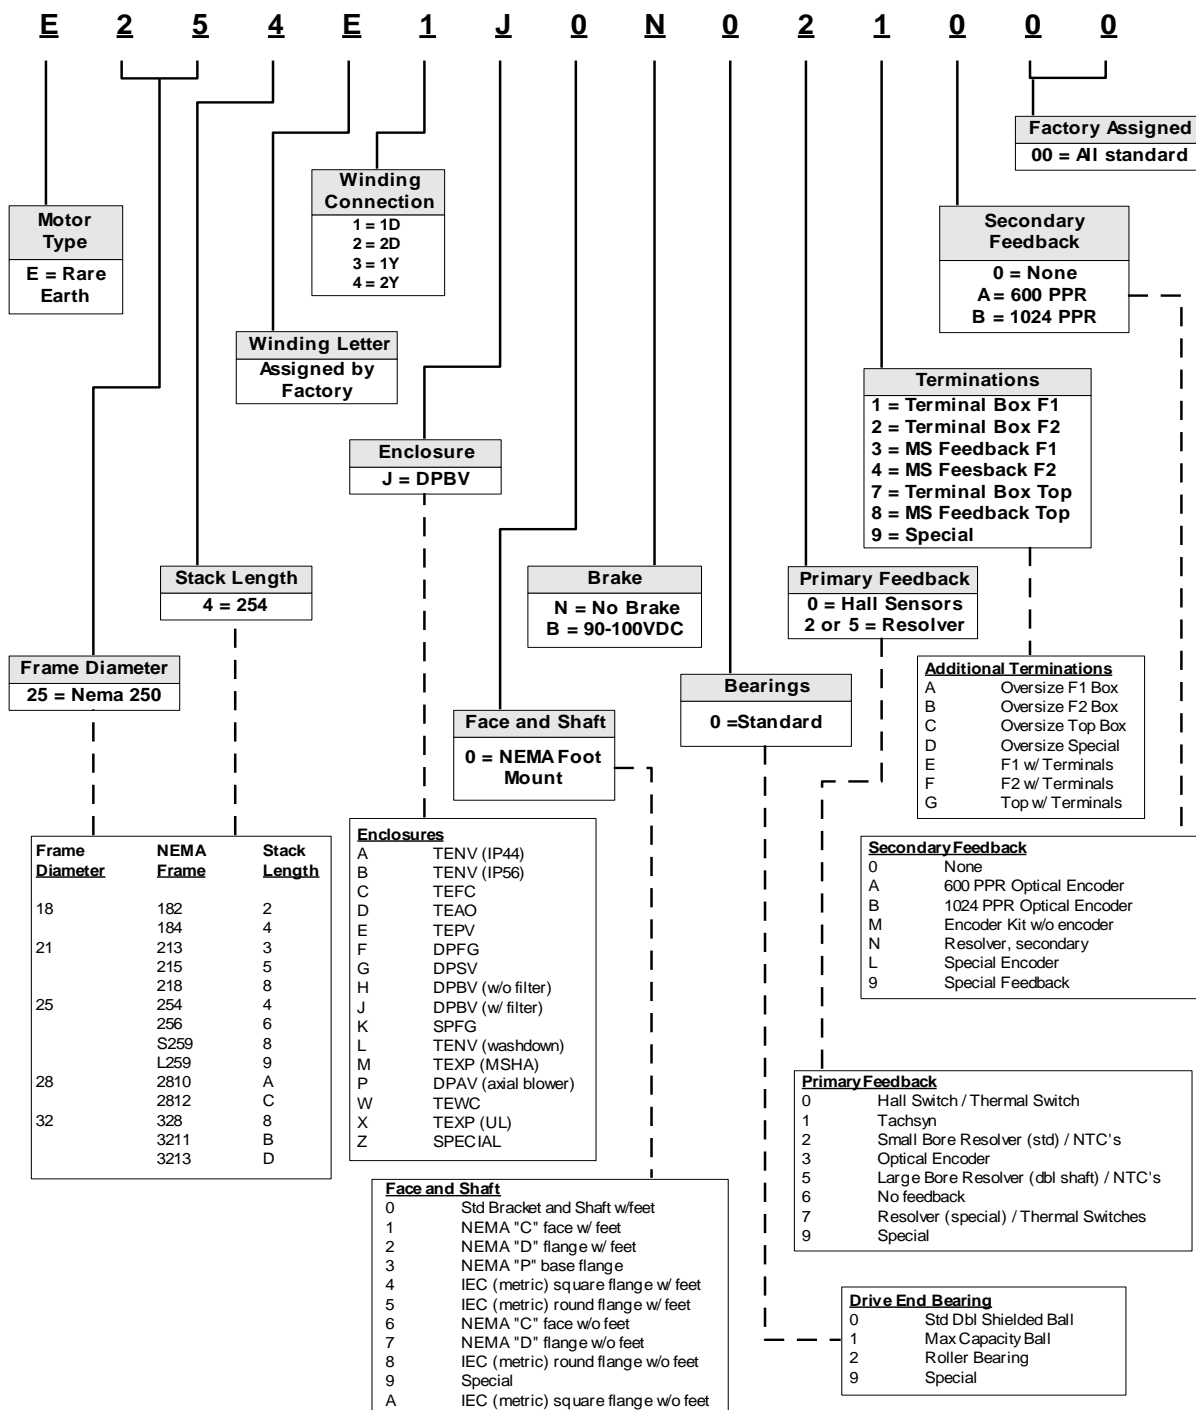 E 2 5 4 E 1 J 0 N 0 2 1 0 0 0
Factory Assigned
00 = All standard
Winding
Connection
1 = 1D
2 = 2D
3 = 1Y
4 = 2Y
Motor
Type
E = Rare
Earth
Secondary
Feedback
0 = None
A = 600 PPR
B = 1024 PPR
Winding Letter
Assigned by
Factory
Terminations
1 = Terminal Box F1
2 = Terminal Box F2
3 = MS Feedback F1
4 = MS Feesback F2
7 = Terminal Box Top
8 = MS Feedback Top
9 = Special
Enclosure
J = DPBV
Stack Length
4 = 254
Brake
N = No Brake
B = 90-100VDC
Primary Feedback
0 = Hall Sensors
2 or 5 = Resolver
Frame Diameter
25 = Nema 250
Face and Shaft
0 = NEMA Foot
Mount
Bearings
0 =Standard
Additional Terminations
A Oversize F1 Box
B Oversize F2 Box
C Oversize Top Box
D Oversize Special
E F1 w/ Terminals
F F2 w/ Terminals
G Top w/ Terminals
Frame NEMA Stack
Diameter Frame Length
18 182 2
184 4
21 213 3
215 5
218 8
25 254 4
256 6
S259 8
L259 9
28 2810 A
2812 C
32 328 8
3211 B
3213 D
Enclosures
A TENV (IP44)
B TENV (IP56)
C TEFC
D TEAO
E TEPV
F DPFG
G DPSV
H DPBV (w/o filter)
J DPBV (w/ filter)
K SPFG
L TENV (washdown)
M TEXP (MSHA)
P DPAV (axial blower)
W TEWC
X TEXP (UL)
Z SPECIAL
Secondary Feedback
0 None
A 600 PPR Optical Encoder
B 1024 PPR Optical Encoder
M Encoder Kit w/o encoder
N Resolver, secondary
L Special Encoder
9 Special Feedback
Primary Feedback
0 Hall Switch / Thermal Switch
1 Tachsyn
2 Small Bore Resolver (std) / NTC's
3 Optical Encoder
5 Large Bore Resolver (dbl shaft) / NTC's
6 No feedback
7 Resolver (special) / Thermal Switches
9 Special
Face and Shaft
0 Std Bracket and Shaft w/feet
1 NEMA "C" face w/ feet
2 NEMA "D" flange w/ feet
3 NEMA "P" base flange
4 IEC (metric) square flange w/ feet
5 IEC (metric) round flange w/ feet
6 NEMA "C" face w/o feet
7 NEMA "D" flange w/o feet
8 IEC (metric) round flange w/o feet
9 Special
A IEC (metric) square flange w/o feet
Drive End Bearing
0 Std Dbl Shielded Ball
1 Max Capacity Ball
2 Roller Bearing
9 Special